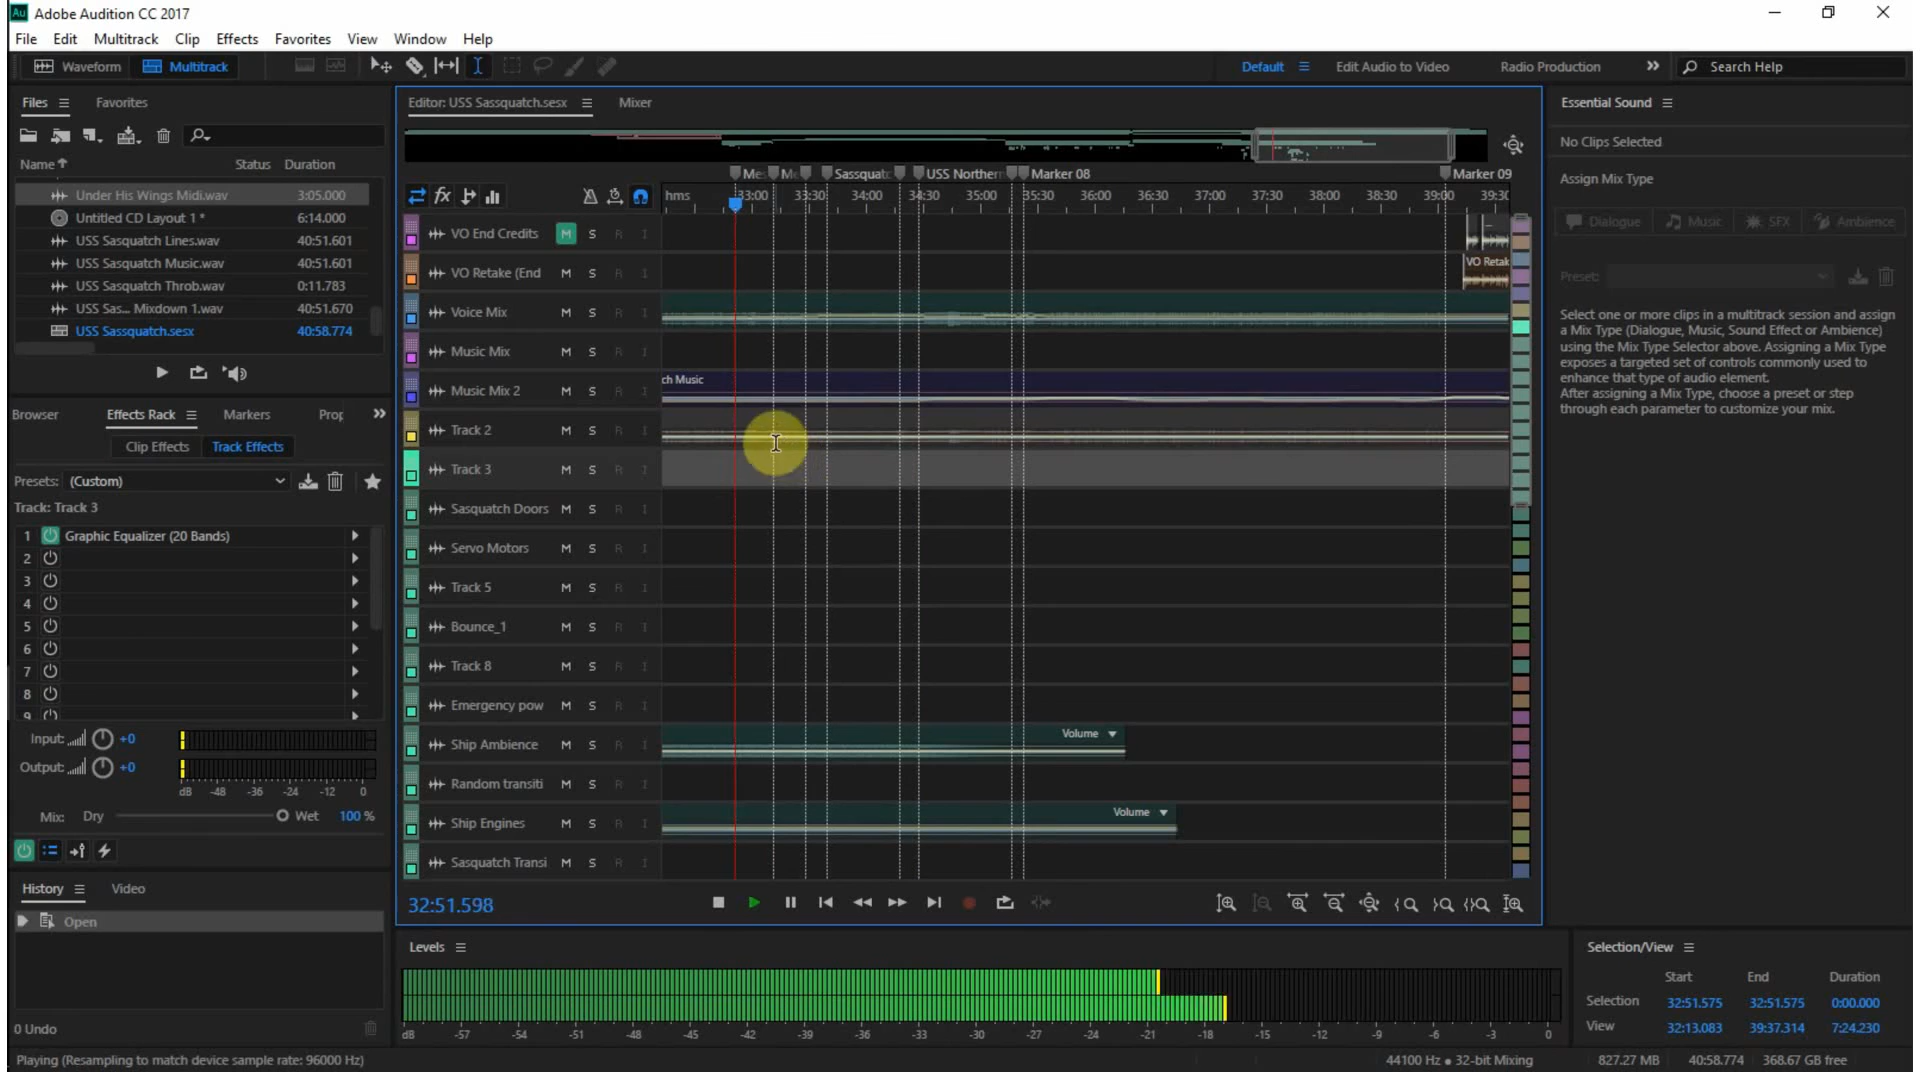 Au Adobe Audition CC 2017
File Edit Multitrack Clip Effects Favorites View Window Help
Waveform Multitrack Default Edit Audio to Video Radio Production Search Help
Files Favorites
Name Status Duration
Under His Wings Midi.wav 3:05.000
Untitled CD Layout 1 * 6:14.000
USS Sasquatch Lines.wav 40:51.601
USS Sasquatch Music.wav 40:51.601
USS Sasquatch Throb.wav 0:11.783
USS Sas... Mixdown 1.wav 40:51.670
USS Sassquatch.sesx 40:58.774
Browser Effects Rack Markers Prop
Clip Effects Track Effects
Presets: (Custom)
Track: Track 3
1 Graphic Equalizer (20 Bands)
2
3
4
5
6
7
8
9
Input: +0
Output: +0
dB -48 -36 -24 -12 0
Mix: Dry Wet 100 %
History Video
Open
0 Undo
Playing (Resampling to match device sample rate: 96000 Hz)
Editor: USS Sassquatch.sesx Mixer
Mes Me Sassquatc USS Northern Marker 08 Marker 09
fx hms 33:00 33:30 34:00 34:30 35:00 35:30 36:00 36:30 37:00 37:30 38:00 38:30 39:00 39:30
VO End Credits M S R I
VO Retake (End M S R I VO Retak
Voice Mix M S R I
Music Mix M S R I
Music Mix 2 M S R I ch Music
Track 2 M S R I
Track 3 M S R I
Sasquatch Doors M S R I
Servo Motors M S R I
Track 5 M S R I
Bounce_1 M S R I
Track 8 M S R I
Emergency pow M S R I
Ship Ambience M S R I Volume
Random transiti M S R I
Ship Engines M S R I Volume
Sasquatch Transi M S R I
32:51.598
Levels
dB -57 -54 -51 -48 -45 -42 -39 -36 -33 -30 -27 -24 -21 -18 -15 -12 -9 -6 -3 0
Essential Sound
No Clips Selected
Assign Mix Type
Dialogue Music SFX Ambience
Preset:
Select one or more clips in a multitrack session and assign
a Mix Type (Dialogue, Music, Sound Effect or Ambience)
using the Mix Type Selector above. Assigning a Mix Type
exposes a targeted set of controls commonly used to
enhance that type of audio element.
After assigning a Mix Type, choose a preset or step
through each parameter to customize your mix.
Selection/View
Start End Duration
Selection 32:51.575 32:51.575 0:00.000
View 32:13.083 39:37.314 7:24.230
44100 Hz ● 32-bit Mixing 827.27 MB 40:58.774 368.67 GB free